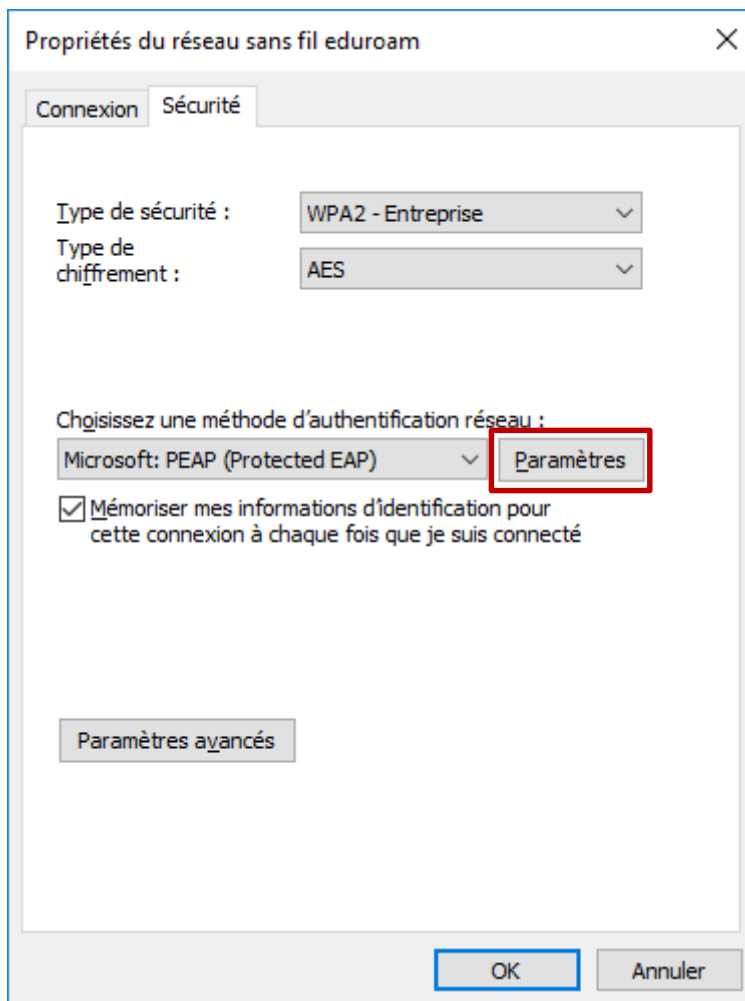 Propriétés du réseau sans fil eduroam
Connexion Sécurité
Type de sécurité : WPA2 - Entreprise
Type de
chiffrement : AES
Choisissez une méthode d'authentification réseau :
Microsoft: PEAP (Protected EAP) Paramètres
Mémoriser mes informations d'identification pour
cette connexion à chaque fois que je suis connecté
Paramètres avancés
OK Annuler